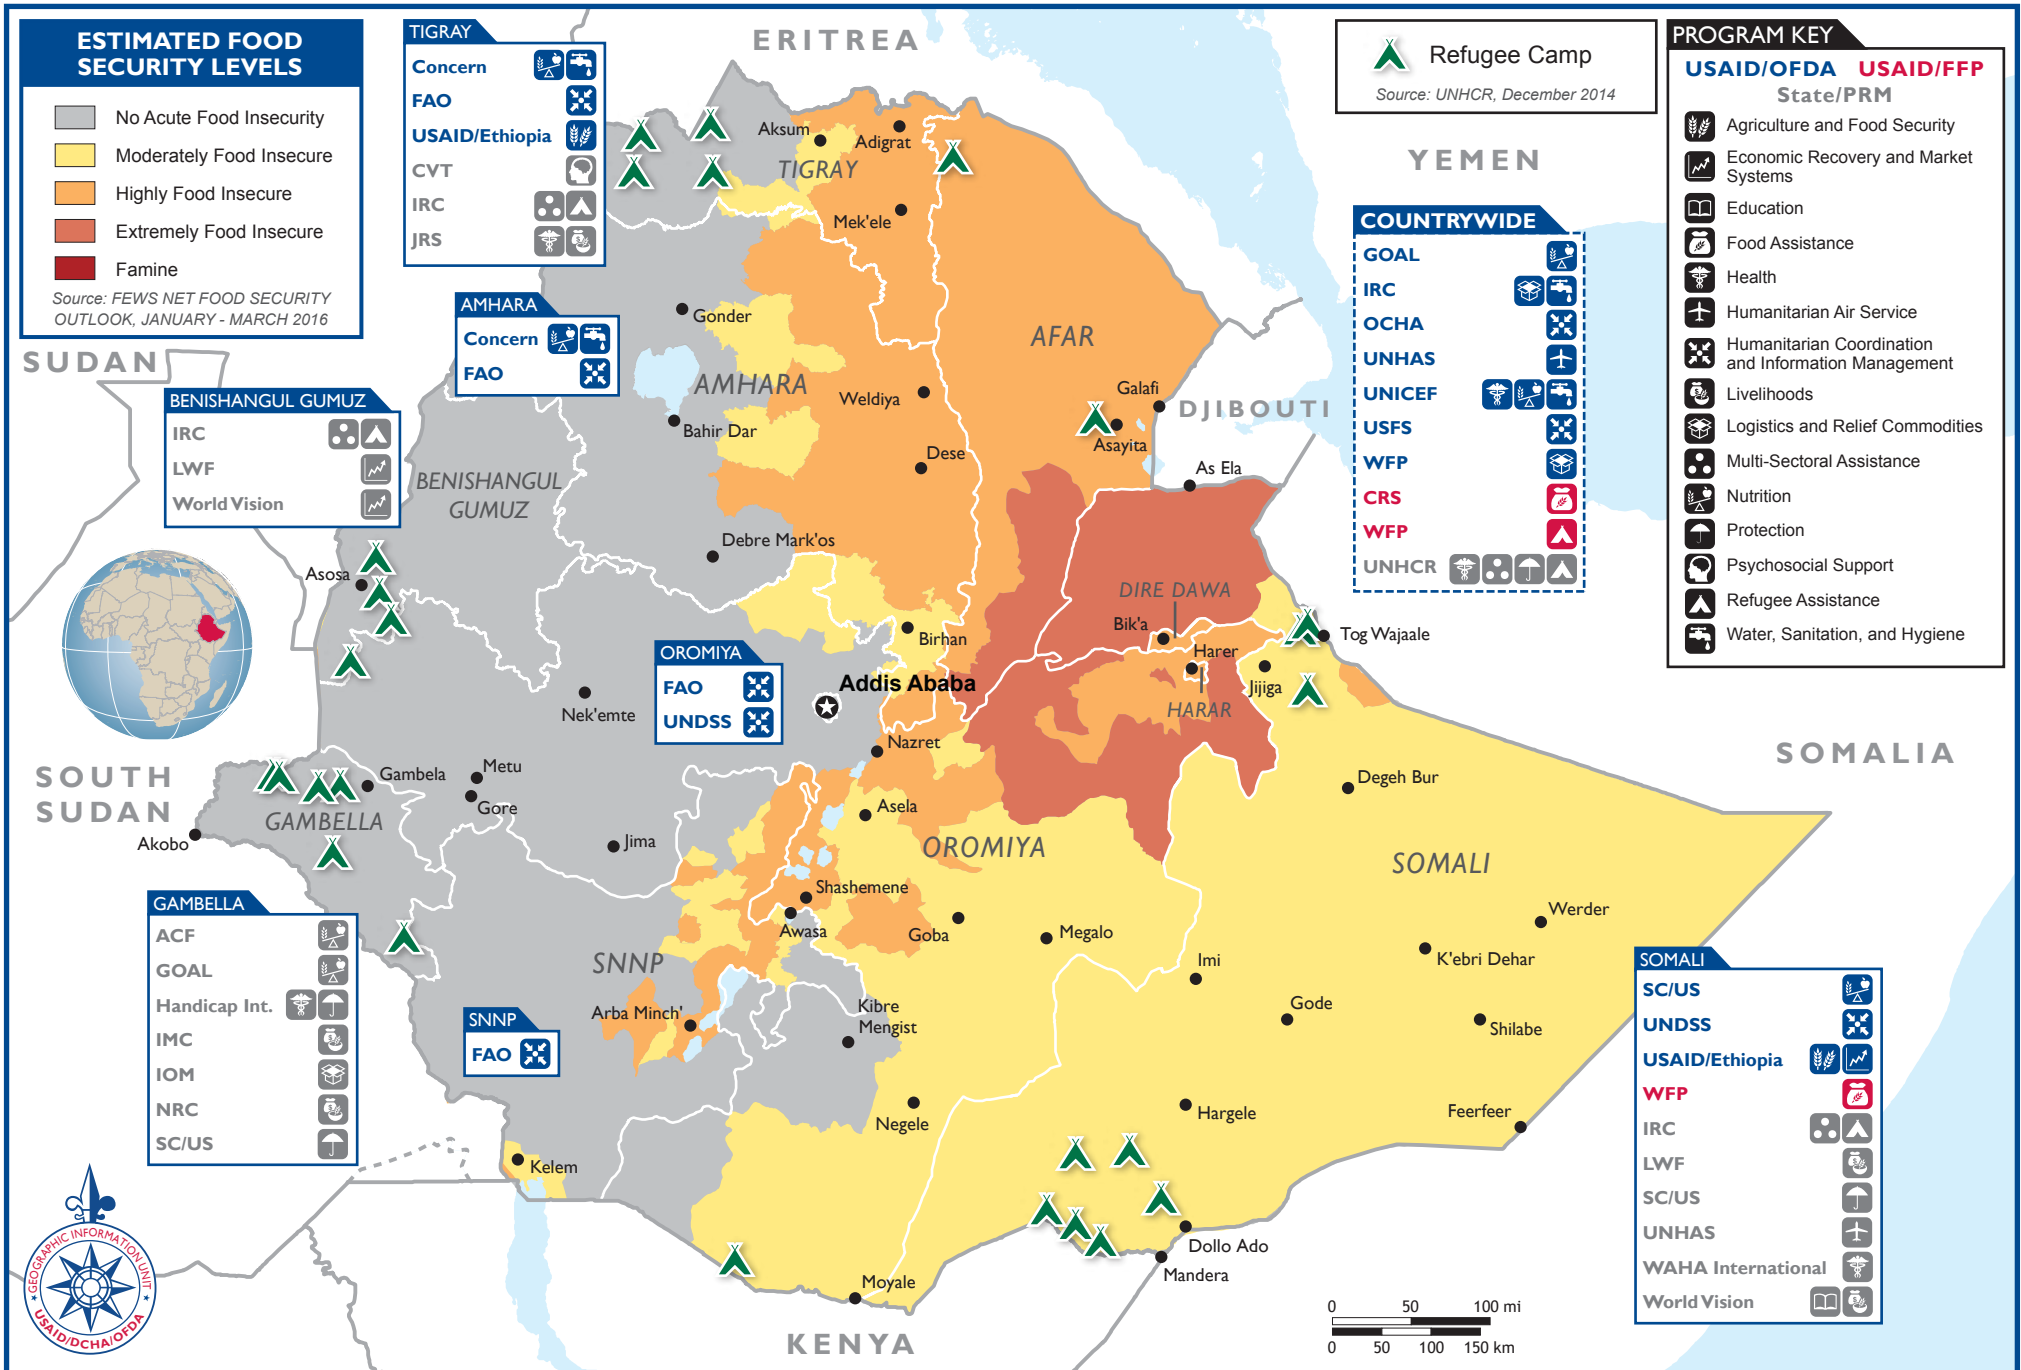 ESTIMATED FOOD
SECURITY LEVELS
No Acute Food Insecurity
Moderately Food Insecure
Highly Food Insecure
Extremely Food Insecure
Famine
Source: FEWS NET FOOD SECURITY
OUTLOOK, JANUARY - MARCH 2016
TIGRAY
Concern
FAO
USAID/Ethiopia
CVT
IRC
JRS
AMHARA
Concern
FAO
BENISHANGUL GUMUZ
IRC
LWF
World Vision
OROMIYA
FAO
UNDSS
GAMBELLA
ACF
GOAL
Handicap Int.
IMC
IOM
NRC
SC/US
SNNP
FAO
Refugee Camp
Source: UNHCR, December 2014
COUNTRYWIDE
GOAL
IRC
OCHA
UNHAS
UNICEF
USFS
WFP
CRS
WFP
UNHCR
PROGRAM KEY
USAID/OFDA USAID/FFP
State/PRM
Agriculture and Food Security
Economic Recovery and Market
Systems
Education
Food Assistance
Health
Humanitarian Air Service
Humanitarian Coordination
and Information Management
Livelihoods
Logistics and Relief Commodities
Multi-Sectoral Assistance
Nutrition
Protection
Psychosocial Support
Refugee Assistance
Water, Sanitation, and Hygiene
SOMALI
SC/US
UNDSS
USAID/Ethiopia
WFP
IRC
LWF
SC/US
UNHAS
WAHA International
World Vision
ERITREA
YEMEN
SUDAN
DJIBOUTI
SOUTH
SUDAN
SOMALIA
KENYA
TIGRAY
AFAR
AMHARA
BENISHANGUL
GUMUZ
DIRE DAWA
HARAR
GAMBELLA
OROMIYA
SOMALI
SNNP
Aksum
Adigrat
Mek'ele
Gonder
Weldiya
Galafi
Asayita
Bahir Dar
Dese
As Ela
Debre Mark'os
Asosa
Bik'a
Birhan
Tog Wajaale
Harer
Jijiga
Addis Ababa
Nek'emte
Nazret
Metu
Gambela
Gore
Degeh Bur
Asela
Akobo
Jima
Shashemene
Awasa
Goba
Megalo
Werder
Imi
K'ebri Dehar
Gode
Shilabe
Arba Minch'
Kibre
Mengist
Negele
Hargele
Feerfeer
Kelem
Dollo Ado
Mandera
Moyale
0 50 100 mi
0 50 100 150 km
GEOGRAPHIC INFORMATION UNIT
USAID/DCHA/OFDA